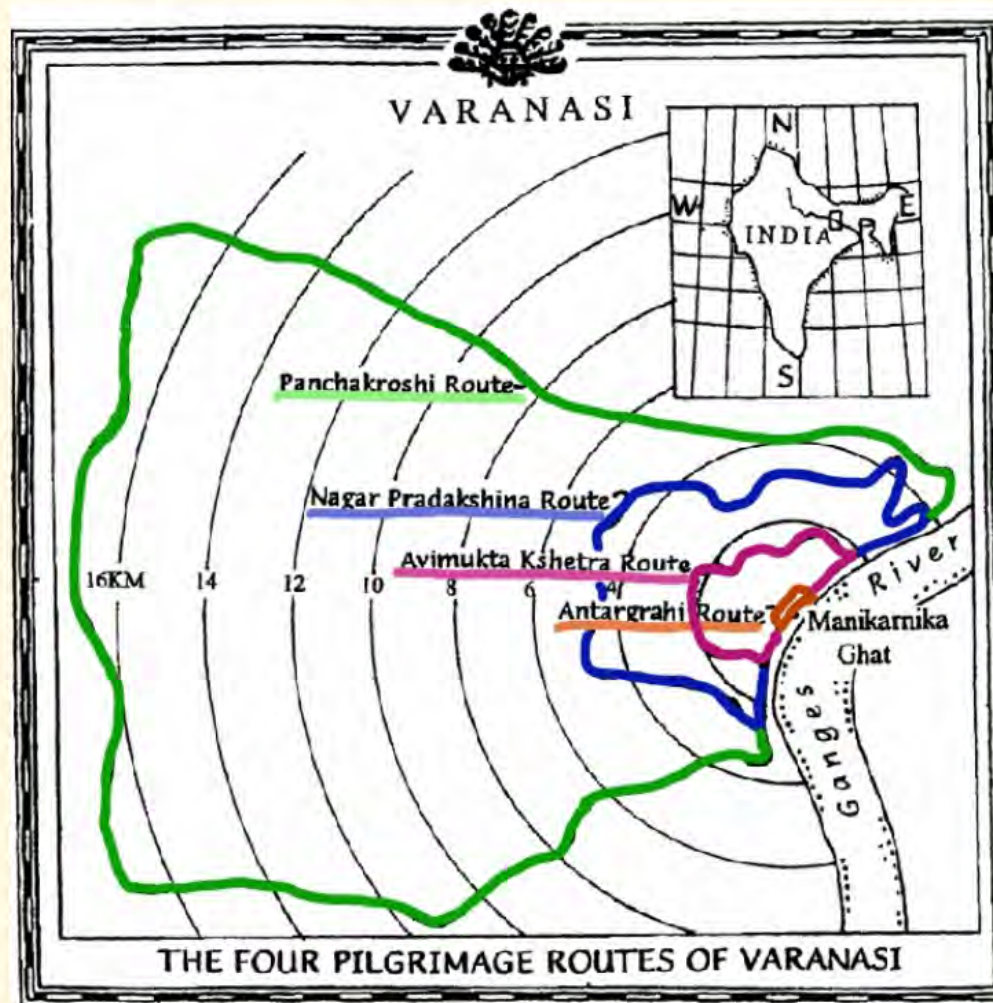 VARANASI
N
W
E
INDIA
S
Panchakroshi Route
Nagar Pradakshina Route
Avimukta Kshetra Route
16KM 14 12 10 8 6 4
Antargrahi Route
River
Manikarnika
Ghat
Ganges
THE FOUR PILGRIMAGE ROUTES OF VARANASI